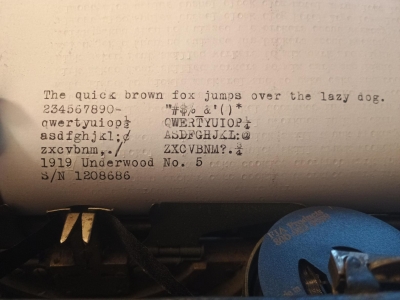 The quick brown fox jumps over the lazy dog.
234567890-     "#$%_&'()*
qwertyuiop½     QWERTYUIOP¼
asdfghjkl;¢     ASDFGHJKL:@
zxcvbnm,./     ZXCVBNM?.¾
1919 Underwood No. 5
S/N 1208686